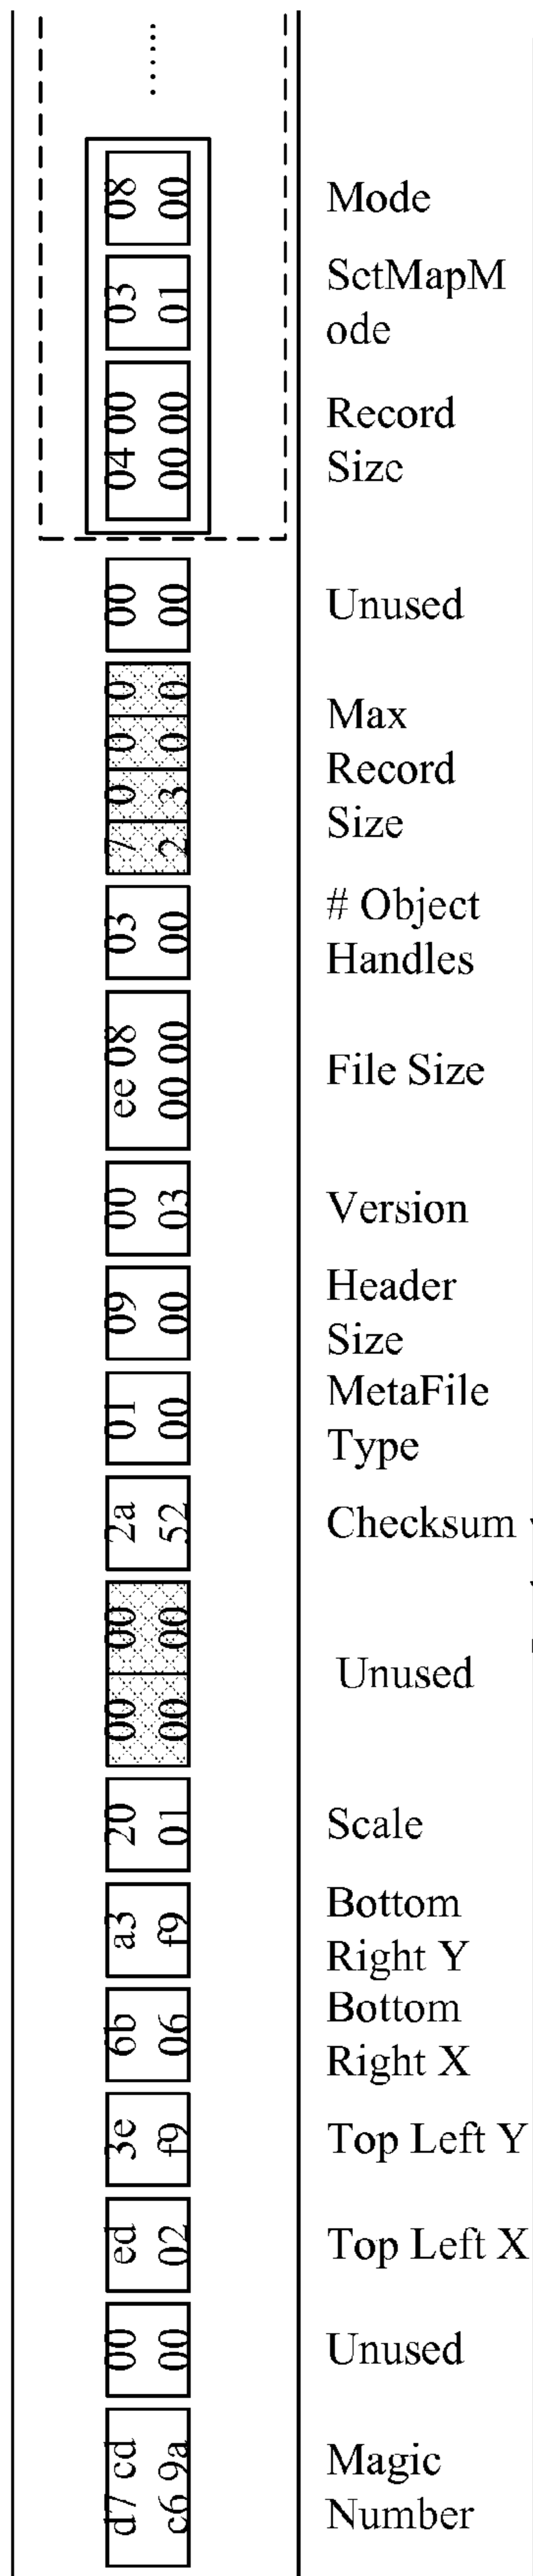 ......
08
00
Mode
03
01
SetMapM
ode
04 00
00 00
Record
Size
00
00
Unused
0
0
0
0
0
3
7
2
Max
Record
Size
03
00
# Object
Handles
ee 08
00 00
File Size
00
03
Version
09
00
Header
Size
01
00
MetaFile
Type
2a
52
Checksum
00
00
00
00
Unused
20
01
Scale
a3
f9
Bottom
Right Y
6b
06
Bottom
Right X
3e
f9
Top Left Y
ed
02
Top Left X
00
00
Unused
d7 cd
c6 9a
Magic
Number